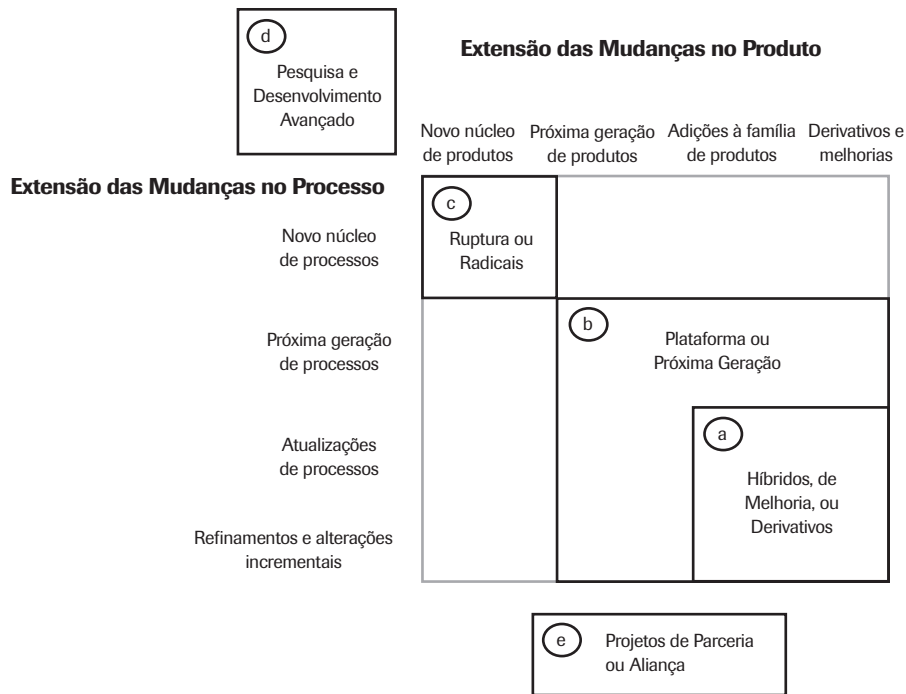 d
Pesquisa e
Desenvolvimento
Avançado
Extensão das Mudanças no Produto
Novo núcleo
de produtos
Próxima geração
de produtos
Adições à família
de produtos
Derivativos e
melhorias
Extensão das Mudanças no Processo
Novo núcleo
de processos
c
Ruptura ou
Radicais
Próxima geração
de processos
b
Plataforma ou
Próxima Geração
Atualizações
de processos
a
Híbridos, de
Melhoria, ou
Derivativos
Refinamentos e alterações
incrementais
e
Projetos de Parceria
ou Aliança